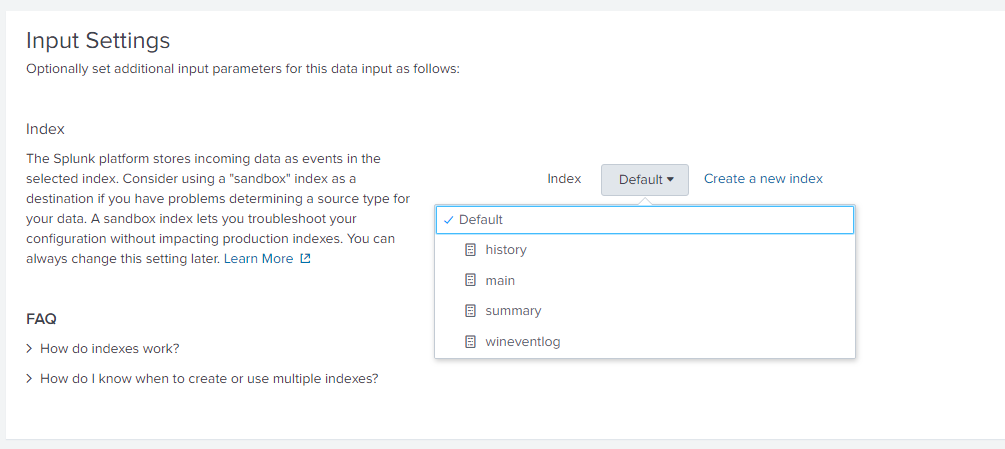 Input Settings
Optionally set additional input parameters for this data input as follows:
Index
The Splunk platform stores incoming data as events in the
selected index. Consider using a "sandbox" index as a
destination if you have problems determining a source type for
your data. A sandbox index lets you troubleshoot your
configuration without impacting production indexes. You can
always change this setting later. Learn More
FAQ
How do indexes work?
How do I know when to create or use multiple indexes?
Index Default Create a new index
Default
history
main
summary
wineventlog